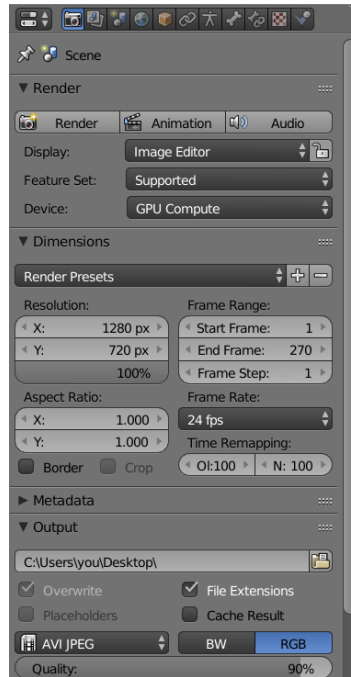 Scene
Render
Render Animation Audio
Display: Image Editor
Feature Set: Supported
Device: GPU Compute
Dimensions
Render Presets
Resolution: Frame Range:
X: 1280 px Start Frame: 1
Y: 720 px End Frame: 270
100% Frame Step: 1
Aspect Ratio: Frame Rate:
X: 1.000 24 fps
Y: 1.000 Time Remapping:
Border Crop Ol:100 N: 100
Metadata
Output
C:\Users\you\Desktop\
Overwrite File Extensions
Placeholders Cache Result
AVI JPEG BW RGB
Quality: 90%